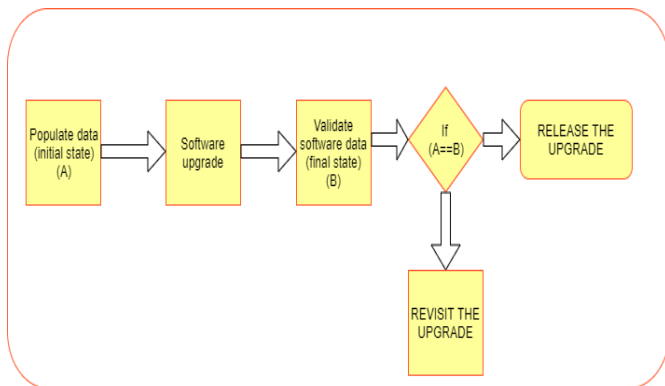 Populate data
(initial state)
(A)
Software
upgrade
Validate
software data
(final state)
(B)
If
(A==B)
RELEASE THE
UPGRADE
REVISIT THE
UPGRADE